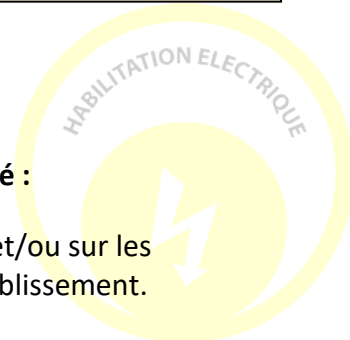 HABILITATION ELECTRIQUE
é :
et/ou sur les
blissement.